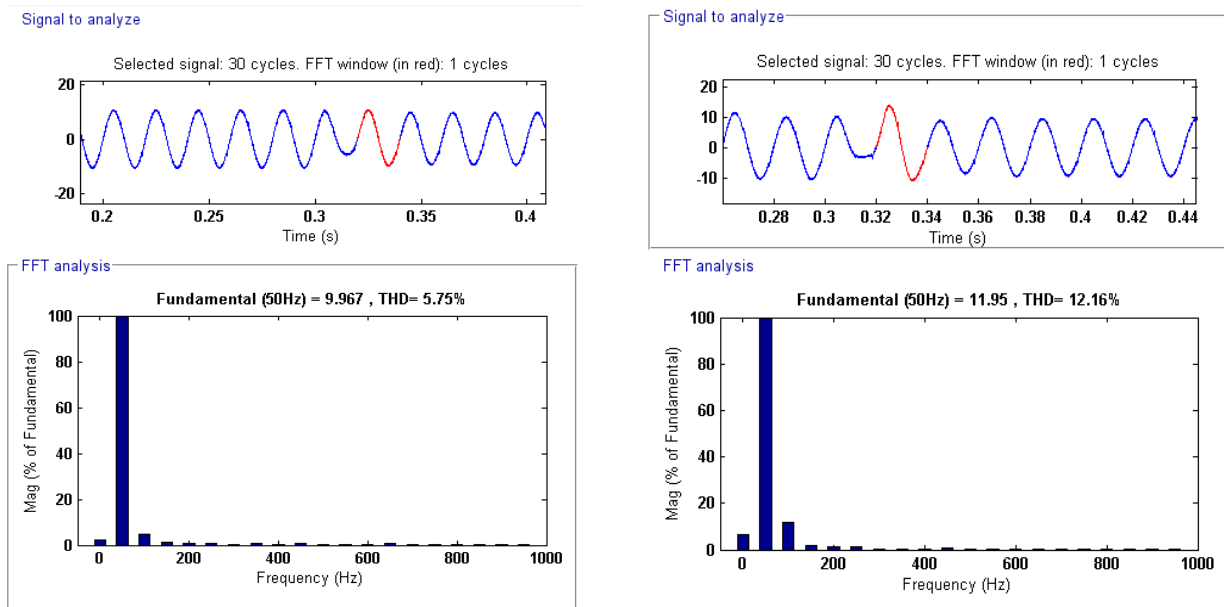 Signal to analyze
Selected signal: 30 cycles. FFT window (in red): 1 cycles
20
0
-20
0.2 0.25 0.3 0.35 0.4
Time (s)
FFT analysis
Fundamental (50Hz) = 9.967 , THD= 5.75%
100
80
60
40
20
0
Mag (% of Fundamental)
0 200 400 600 800 1000
Frequency (Hz)
Signal to analyze
Selected signal: 30 cycles. FFT window (in red): 1 cycles
20
10
0
-10
0.28 0.3 0.32 0.34 0.36 0.38 0.4 0.42 0.44
Time (s)
FFT analysis
Fundamental (50Hz) = 11.95 , THD= 12.16%
100
80
60
40
20
0
Mag (% of Fundamental)
0 200 400 600 800 1000
Frequency (Hz)